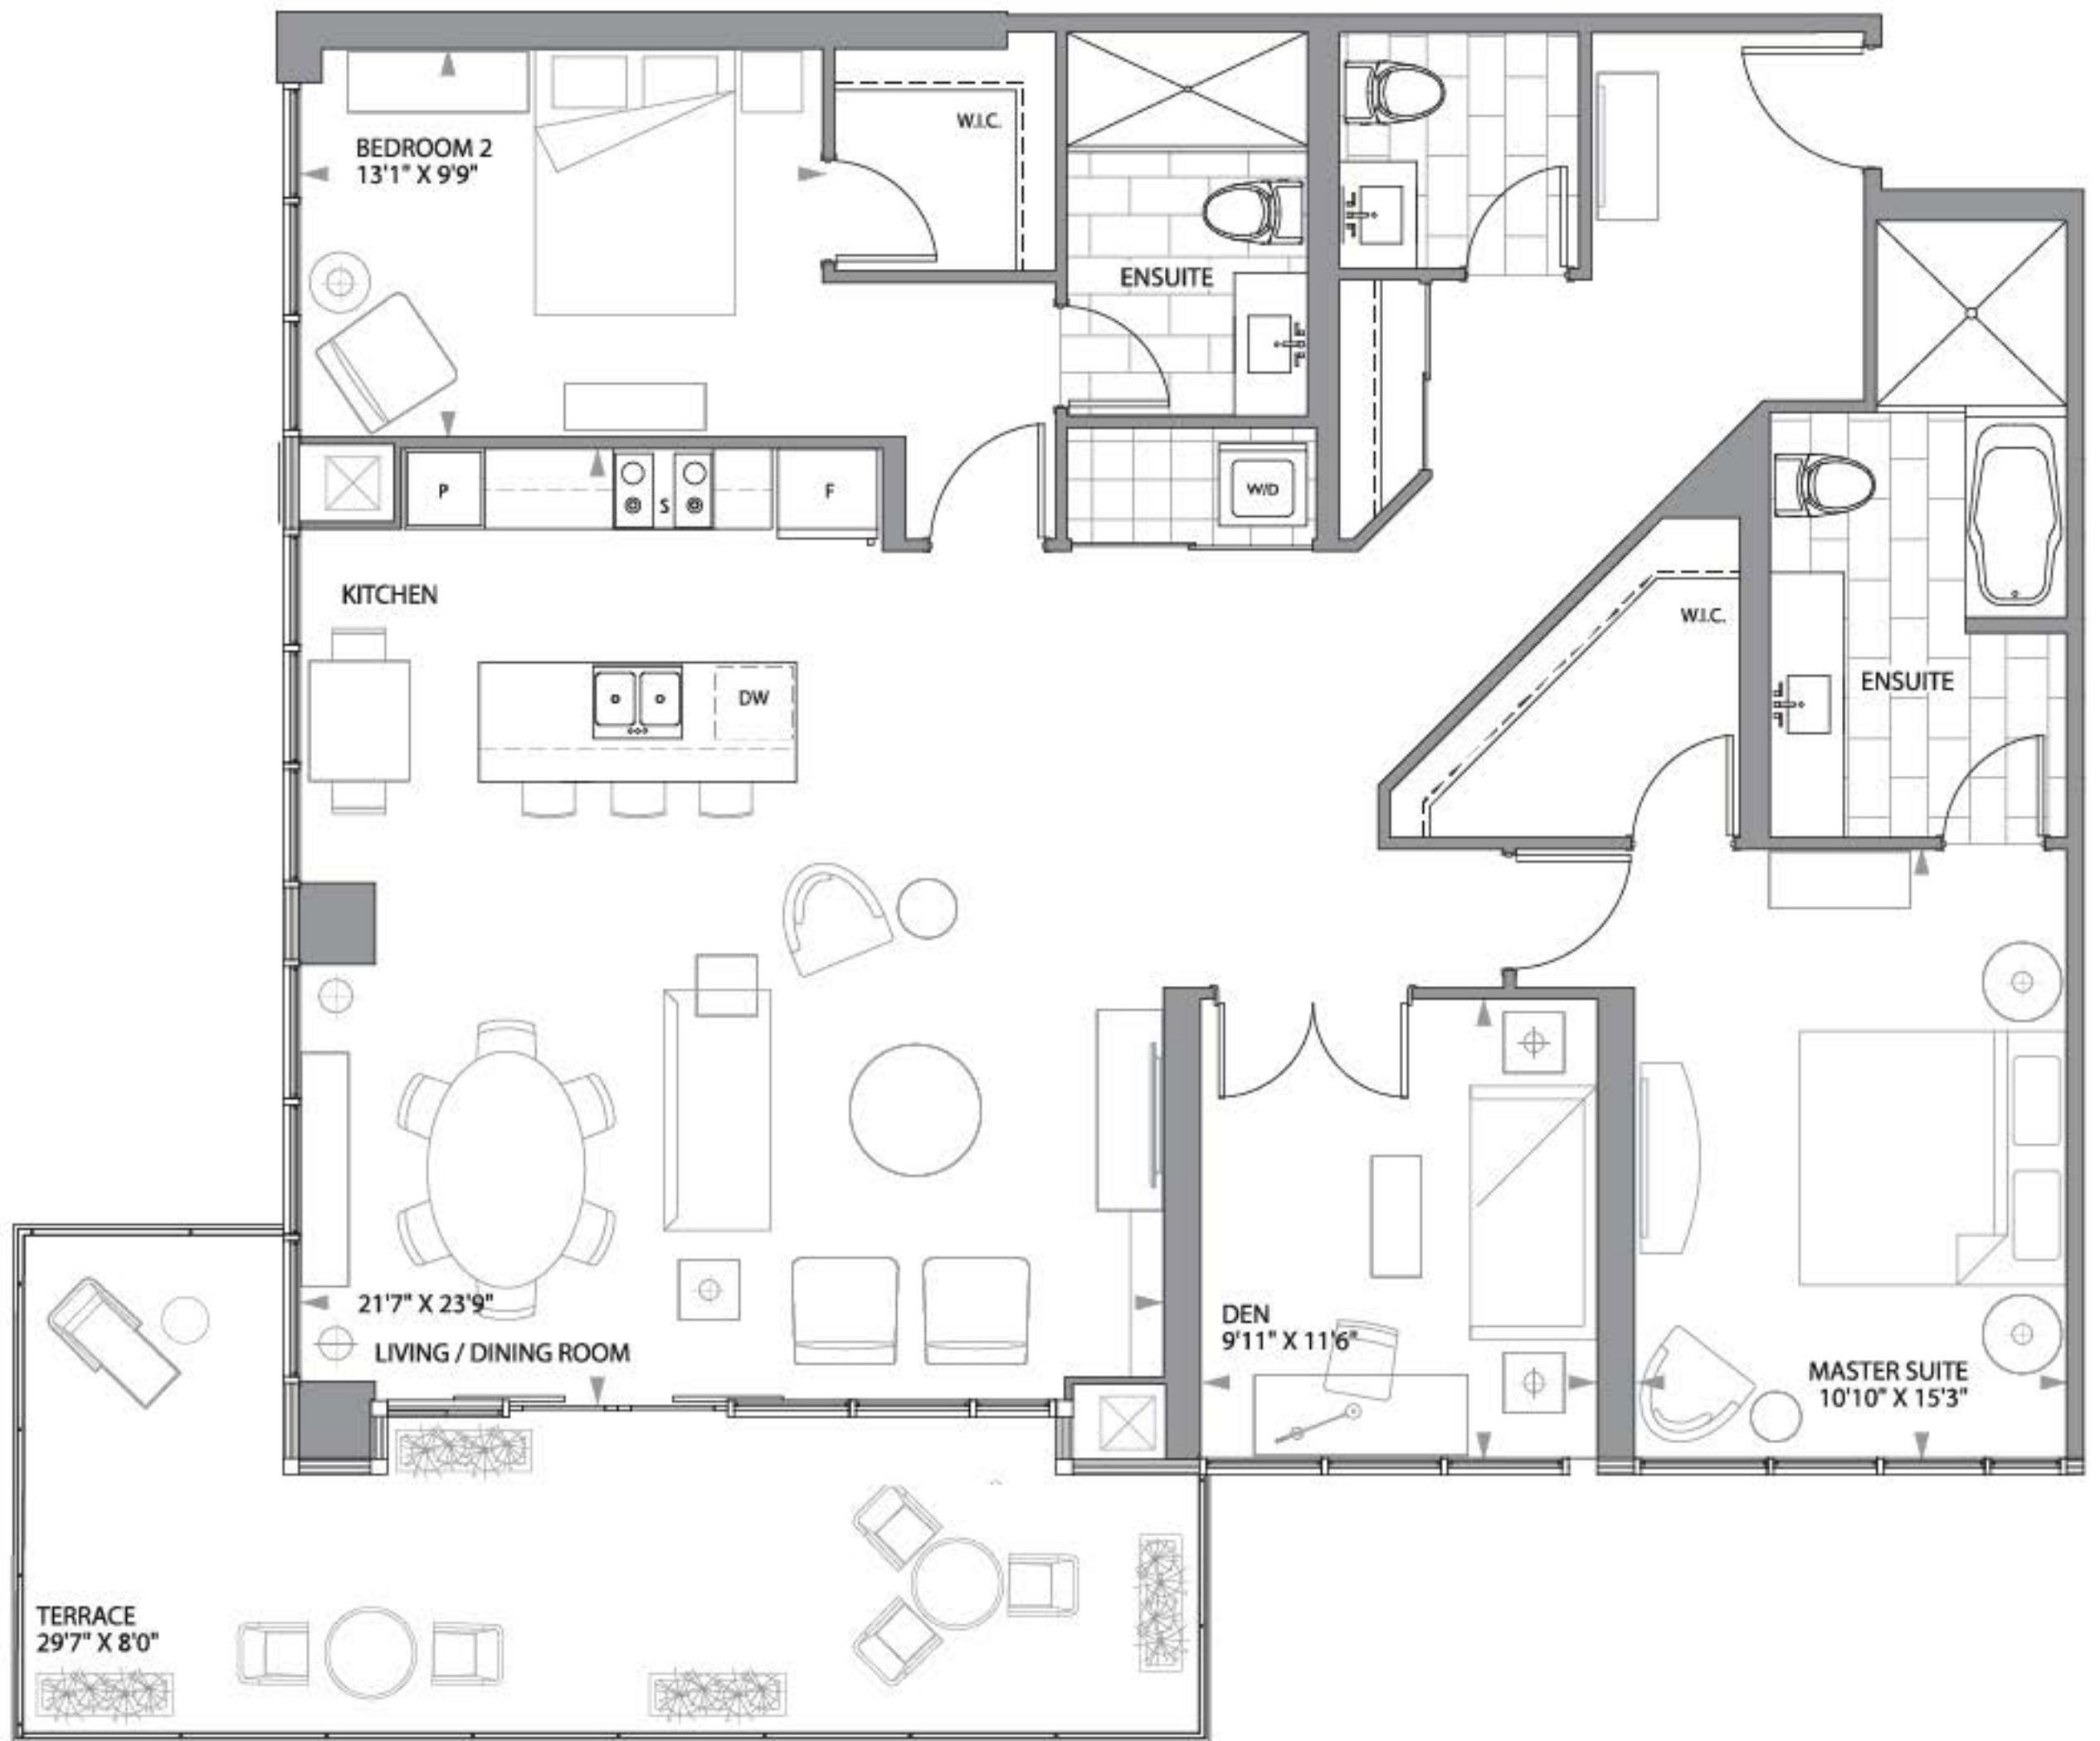 BEDROOM 2
13'1" X 9'9"
W.I.C.
ENSUITE
P
S
F
W/D
KITCHEN
DW
W.I.C.
ENSUITE
21'7" X 23'9"
LIVING / DINING ROOM
DEN
9'11" X 11'6"
MASTER SUITE
10'10" X 15'3"
TERRACE
29'7" X 8'0"